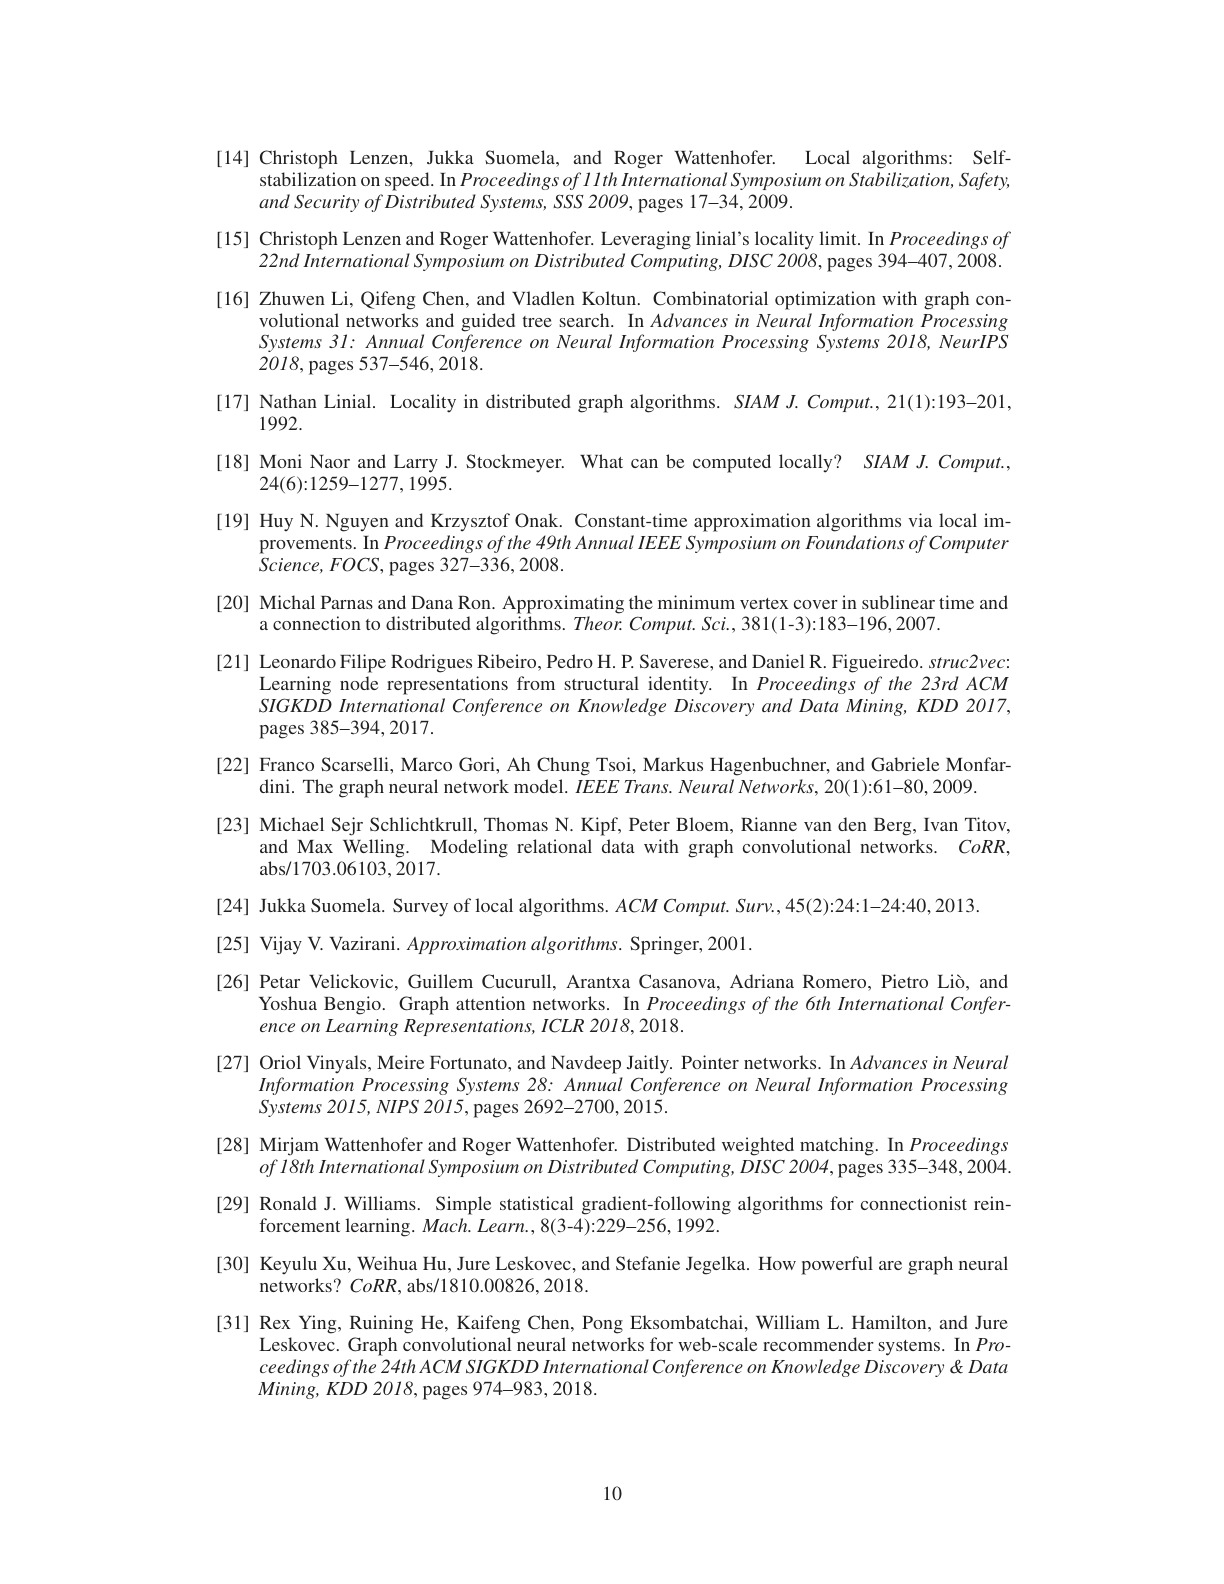 [14] Christoph Lenzen, Jukka Suomela, and Roger Wattenhofer. Local algorithms: Self-
stabilization on speed. In Proceedings of 11th International Symposium on Stabilization, Safety,
and Security of Distributed Systems, SSS 2009, pages 17–34, 2009.
[15] Christoph Lenzen and Roger Wattenhofer. Leveraging linial's locality limit. In Proceedings of
22nd International Symposium on Distributed Computing, DISC 2008, pages 394–407, 2008.
[16] Zhuwen Li, Qifeng Chen, and Vladlen Koltun. Combinatorial optimization with graph con-
volutional networks and guided tree search. In Advances in Neural Information Processing
Systems 31: Annual Conference on Neural Information Processing Systems 2018, NeurIPS
2018, pages 537–546, 2018.
[17] Nathan Linial. Locality in distributed graph algorithms. SIAM J. Comput., 21(1):193–201,
1992.
[18] Moni Naor and Larry J. Stockmeyer. What can be computed locally? SIAM J. Comput.,
24(6):1259–1277, 1995.
[19] Huy N. Nguyen and Krzysztof Onak. Constant-time approximation algorithms via local im-
provements. In Proceedings of the 49th Annual IEEE Symposium on Foundations of Computer
Science, FOCS, pages 327–336, 2008.
[20] Michal Parnas and Dana Ron. Approximating the minimum vertex cover in sublinear time and
a connection to distributed algorithms. Theor. Comput. Sci., 381(1-3):183–196, 2007.
[21] Leonardo Filipe Rodrigues Ribeiro, Pedro H. P. Saverese, and Daniel R. Figueiredo. struc2vec:
Learning node representations from structural identity. In Proceedings of the 23rd ACM
SIGKDD International Conference on Knowledge Discovery and Data Mining, KDD 2017,
pages 385–394, 2017.
[22] Franco Scarselli, Marco Gori, Ah Chung Tsoi, Markus Hagenbuchner, and Gabriele Monfar-
dini. The graph neural network model. IEEE Trans. Neural Networks, 20(1):61–80, 2009.
[23] Michael Sejr Schlichtkrull, Thomas N. Kipf, Peter Bloem, Rianne van den Berg, Ivan Titov,
and Max Welling. Modeling relational data with graph convolutional networks. CoRR,
abs/1703.06103, 2017.
[24] Jukka Suomela. Survey of local algorithms. ACM Comput. Surv., 45(2):24:1–24:40, 2013.
[25] Vijay V. Vazirani. Approximation algorithms. Springer, 2001.
[26] Petar Velickovic, Guillem Cucurull, Arantxa Casanova, Adriana Romero, Pietro Liò, and
Yoshua Bengio. Graph attention networks. In Proceedings of the 6th International Confer-
ence on Learning Representations, ICLR 2018, 2018.
[27] Oriol Vinyals, Meire Fortunato, and Navdeep Jaitly. Pointer networks. In Advances in Neural
Information Processing Systems 28: Annual Conference on Neural Information Processing
Systems 2015, NIPS 2015, pages 2692–2700, 2015.
[28] Mirjam Wattenhofer and Roger Wattenhofer. Distributed weighted matching. In Proceedings
of 18th International Symposium on Distributed Computing, DISC 2004, pages 335–348, 2004.
[29] Ronald J. Williams. Simple statistical gradient-following algorithms for connectionist rein-
forcement learning. Mach. Learn., 8(3-4):229–256, 1992.
[30] Keyulu Xu, Weihua Hu, Jure Leskovec, and Stefanie Jegelka. How powerful are graph neural
networks? CoRR, abs/1810.00826, 2018.
[31] Rex Ying, Ruining He, Kaifeng Chen, Pong Eksombatchai, William L. Hamilton, and Jure
Leskovec. Graph convolutional neural networks for web-scale recommender systems. In Pro-
ceedings of the 24th ACM SIGKDD International Conference on Knowledge Discovery & Data
Mining, KDD 2018, pages 974–983, 2018.
10